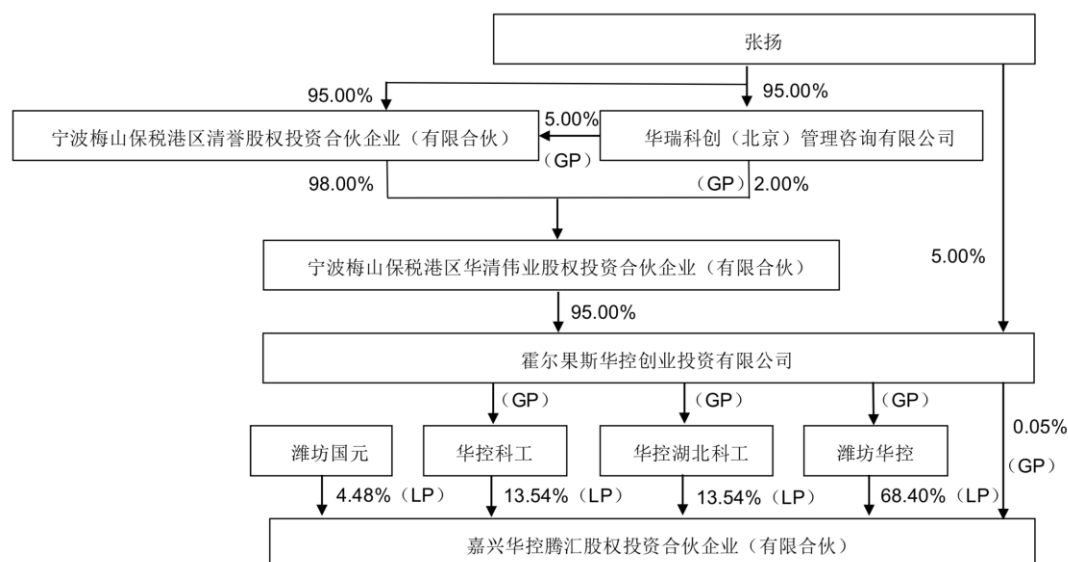 张扬
95.00%
95.00%
宁波梅山保税港区清誉股权投资合伙企业（有限合伙）
5.00%
（GP）
华瑞科创（北京）管理咨询有限公司
98.00%
（GP）2.00%
宁波梅山保税港区华清伟业股权投资合伙企业（有限合伙）
5.00%
95.00%
霍尔果斯华控创业投资有限公司
（GP）
（GP）
（GP）
0.05%
（GP）
潍坊国元
华控科工
华控湖北科工
潍坊华控
4.48%（LP）
13.54%（LP）
13.54%（LP）
68.40%（LP）
嘉兴华控腾汇股权投资合伙企业（有限合伙）